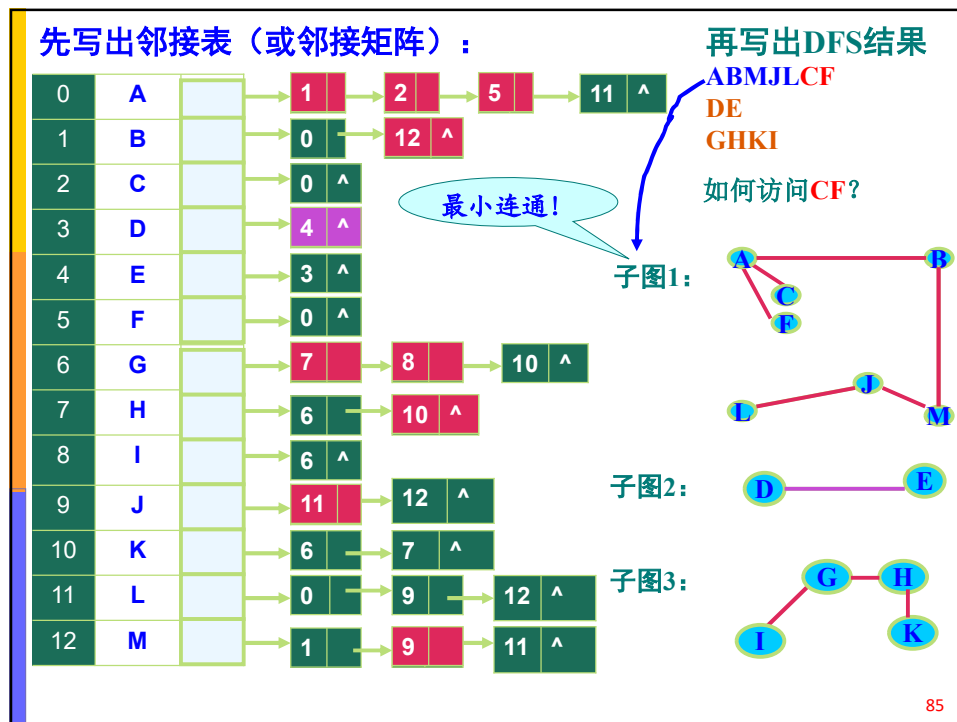 先写出邻接表（或邻接矩阵）：
再写出DFS结果
ABMJLCF
DE
GHKI
如何访问CF？
0 A 1 2 5 11 ^
1 B 0 12 ^
2 C 0 ^
3 D 4 ^
4 E 3 ^
5 F 0 ^
6 G 7 8 10 ^
7 H 6 10 ^
8 I 6 ^
9 J 11 12 ^
10 K 6 7 ^
11 L 0 9 12 ^
12 M 1 9 11 ^
最小连通！
子图1：
A B
C
F
J
L M
子图2：
D E
子图3：
G H
I K
85